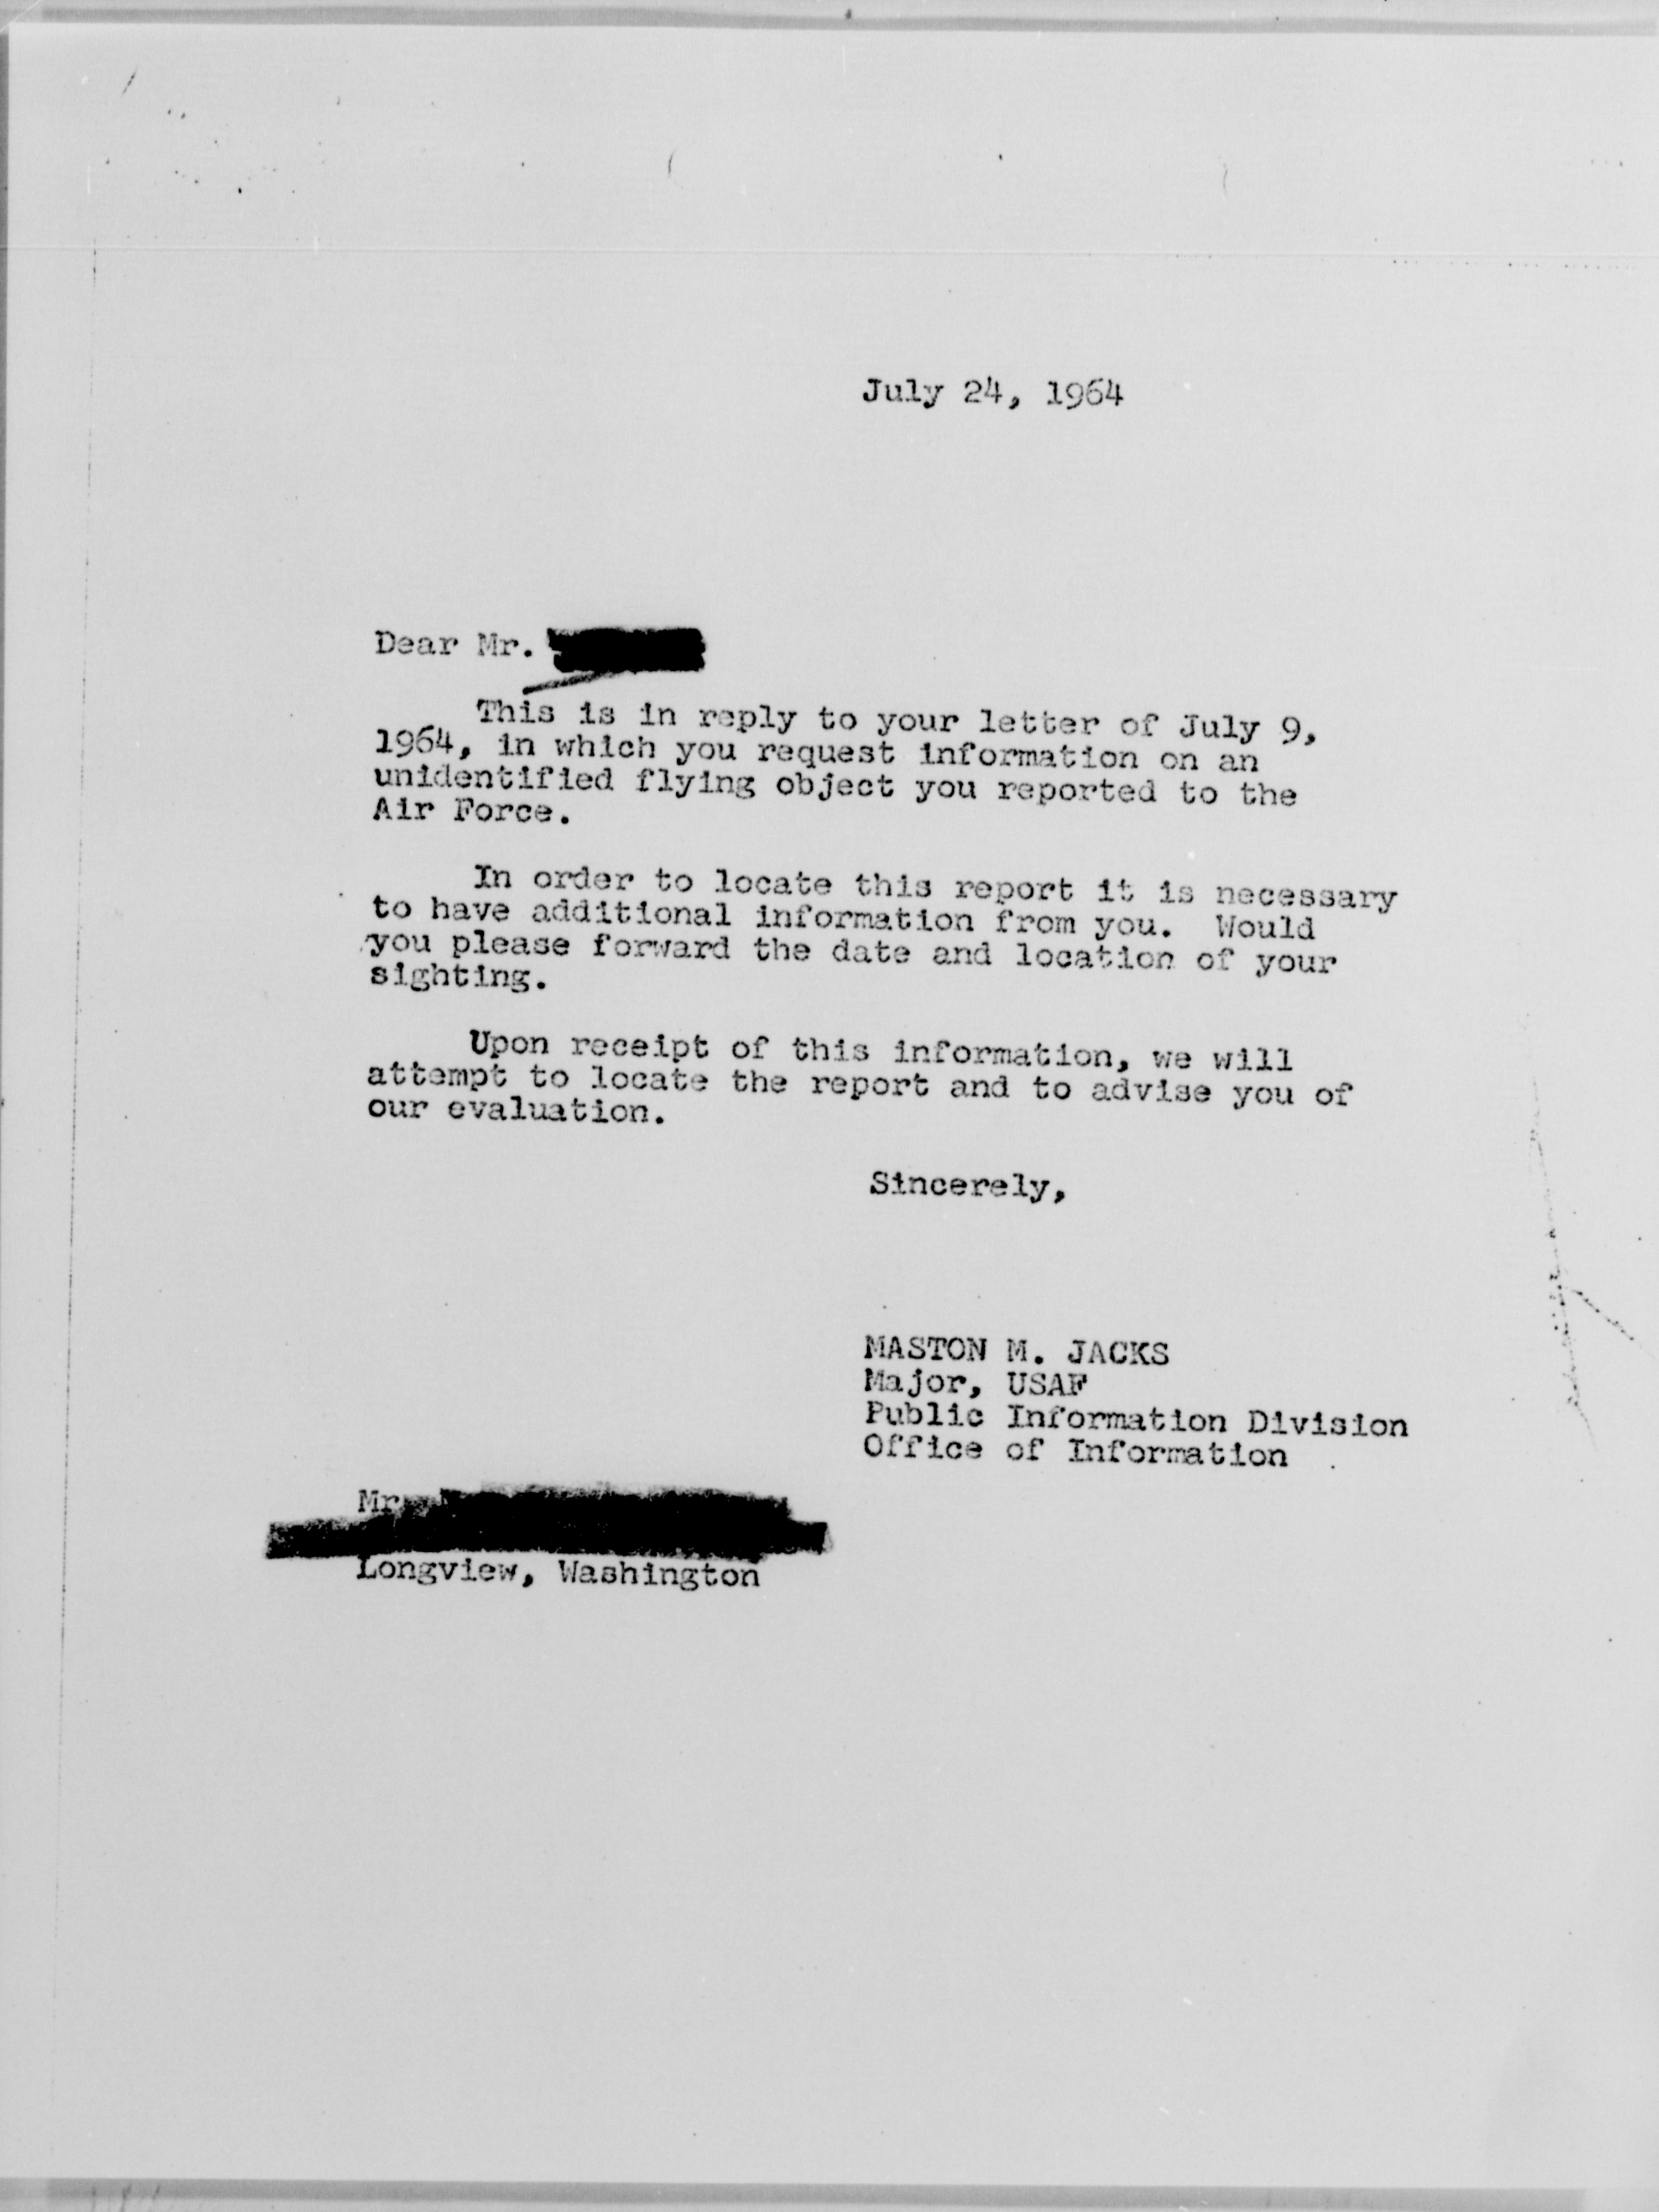 July 24, 1964
Dear Mr.
This is in reply to your letter of July 9,
1964, in which you request information on an
unidentified flying object you reported to the
Air Force.
In order to locate this report it is necessary
to have additional information from you. Would
you please forward the date and location of your
sighting.
Upon receipt of this information, we will
attempt to locate the report and to advise you of
our evaluation.
Sincerely,
MASTON M. JACKS
Major, USAF
Public Information Division
Office of Information
Mr
Longview, Washington